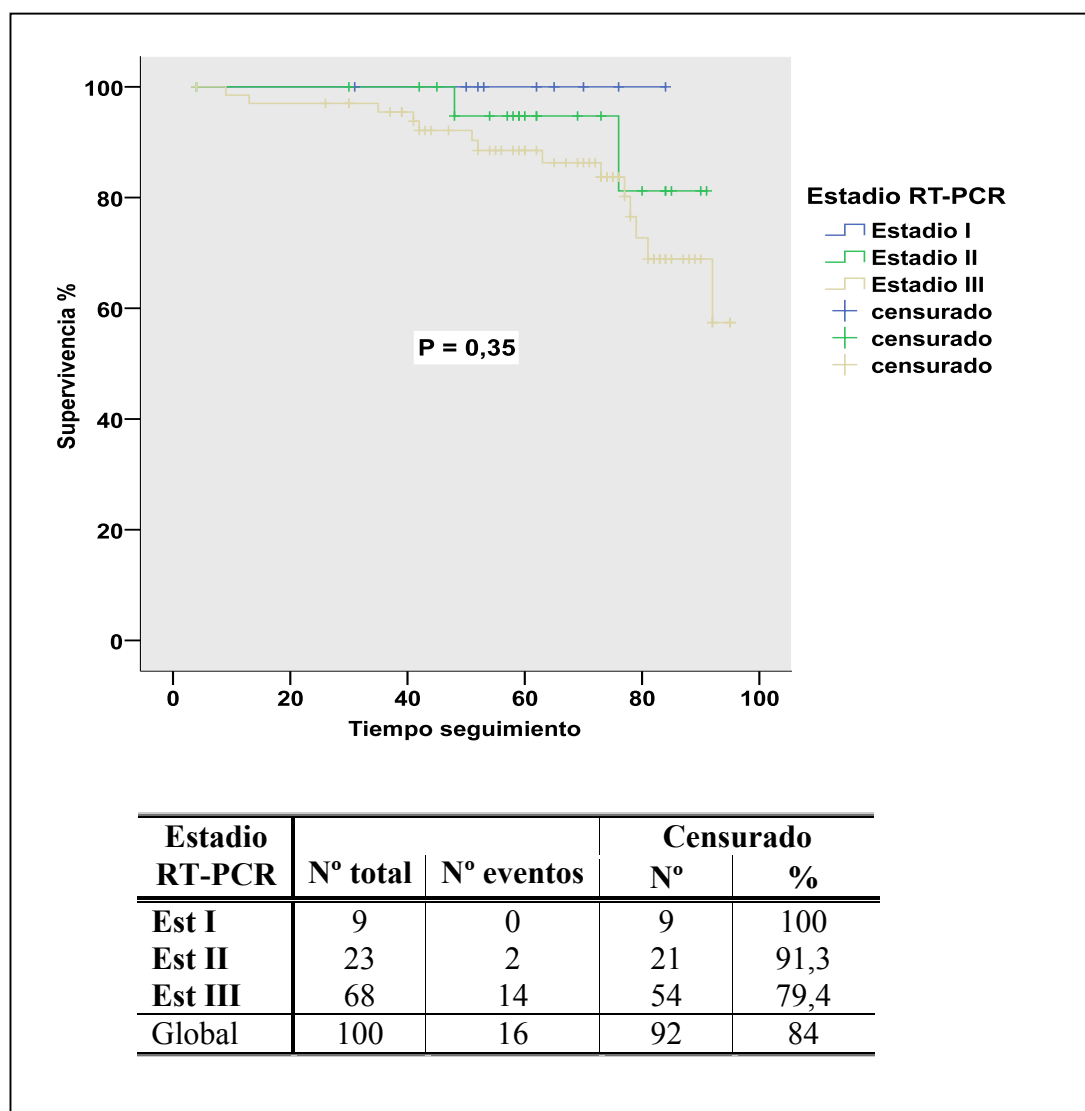 100
80
60
40
20
0
Supervivencia %
P = 0,35
0 20 40 60 80 100
Tiempo seguimiento
Estadio RT-PCR
Estadio I
Estadio II
Estadio III
censurado
censurado
censurado
Estadio Censurado
RT-PCR Nº total Nº eventos Nº %
Est I 9 0 9 100
Est II 23 2 21 91,3
Est III 68 14 54 79,4
Global 100 16 92 84